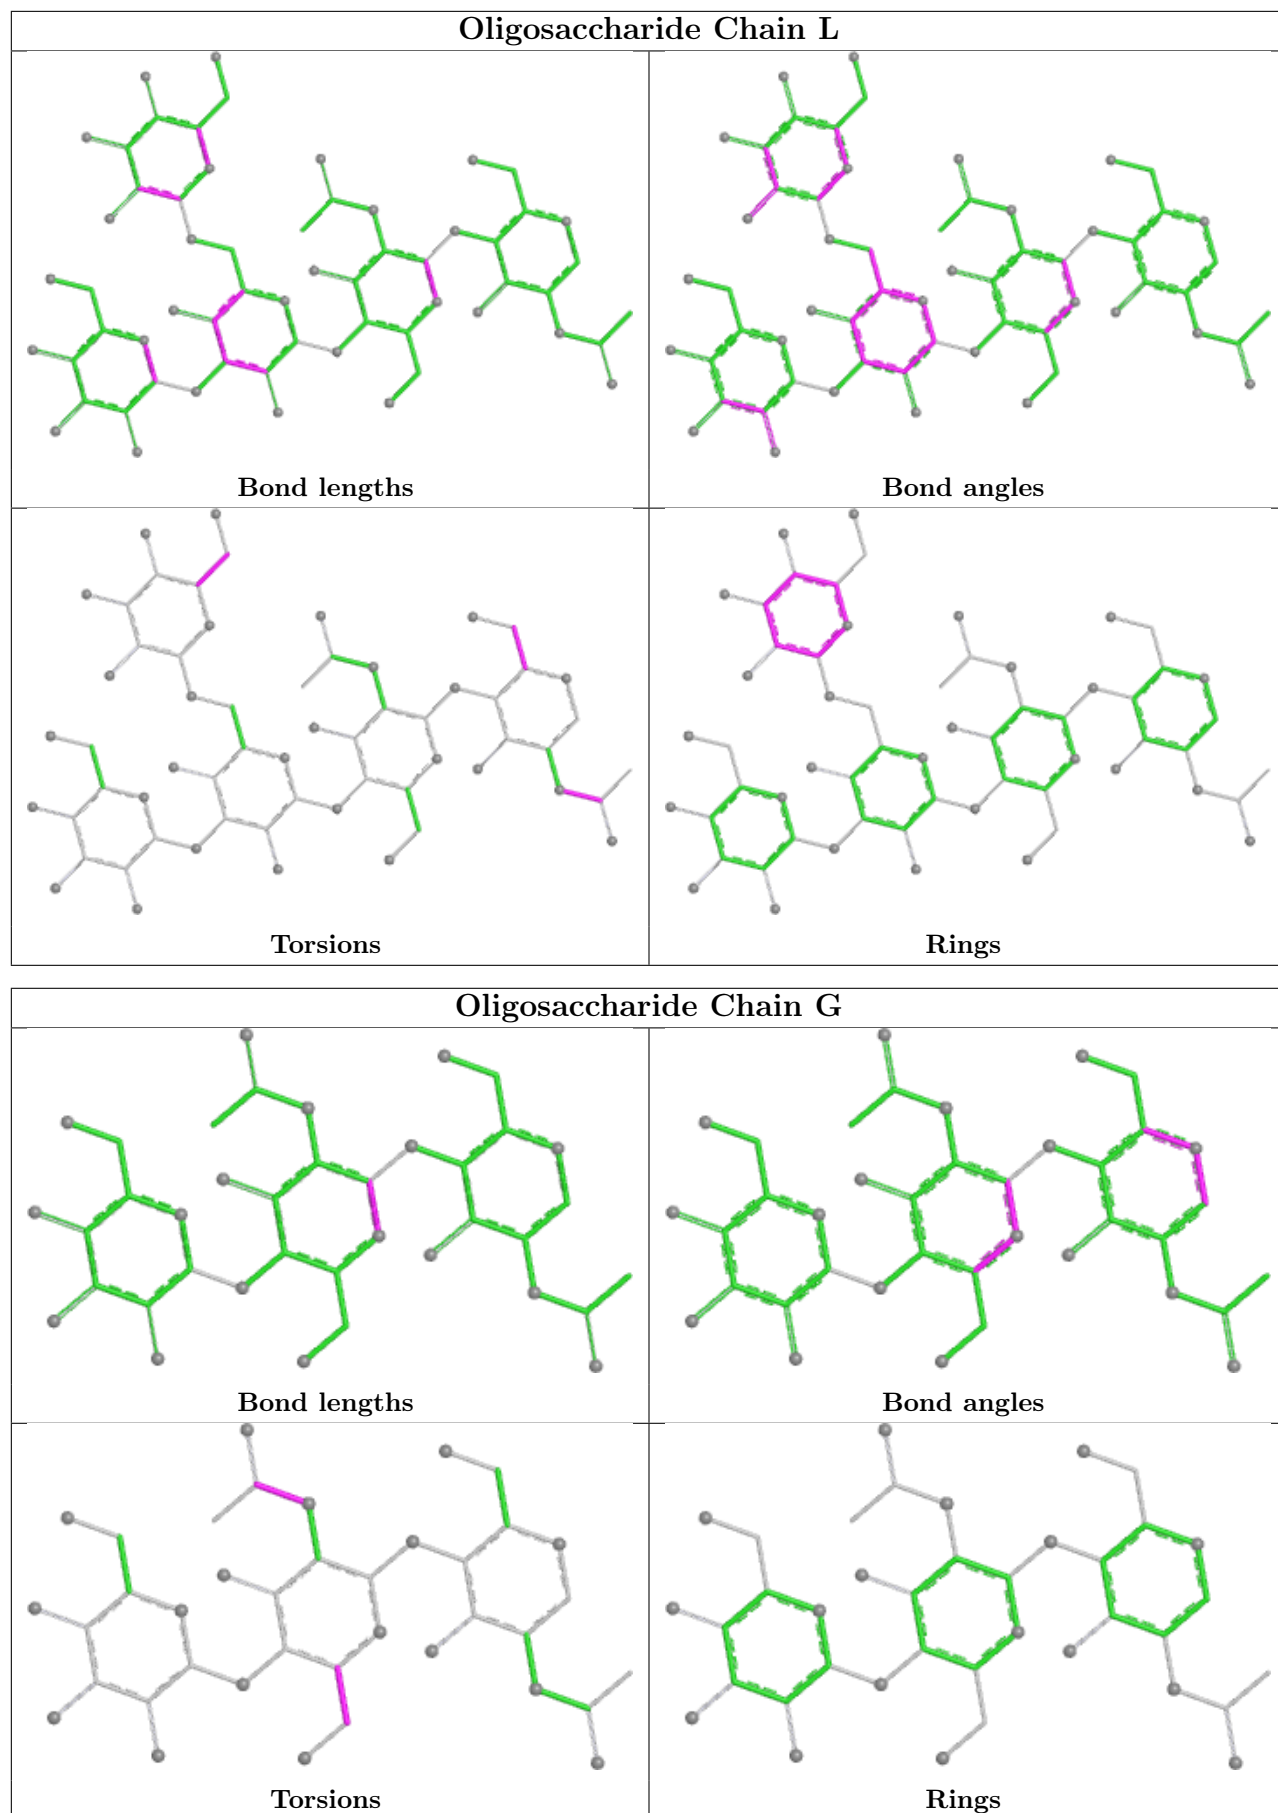 Oligosaccharide Chain L
Bond lengths
Bond angles
Torsions
Rings
Oligosaccharide Chain G
Bond lengths
Bond angles
Torsions
Rings